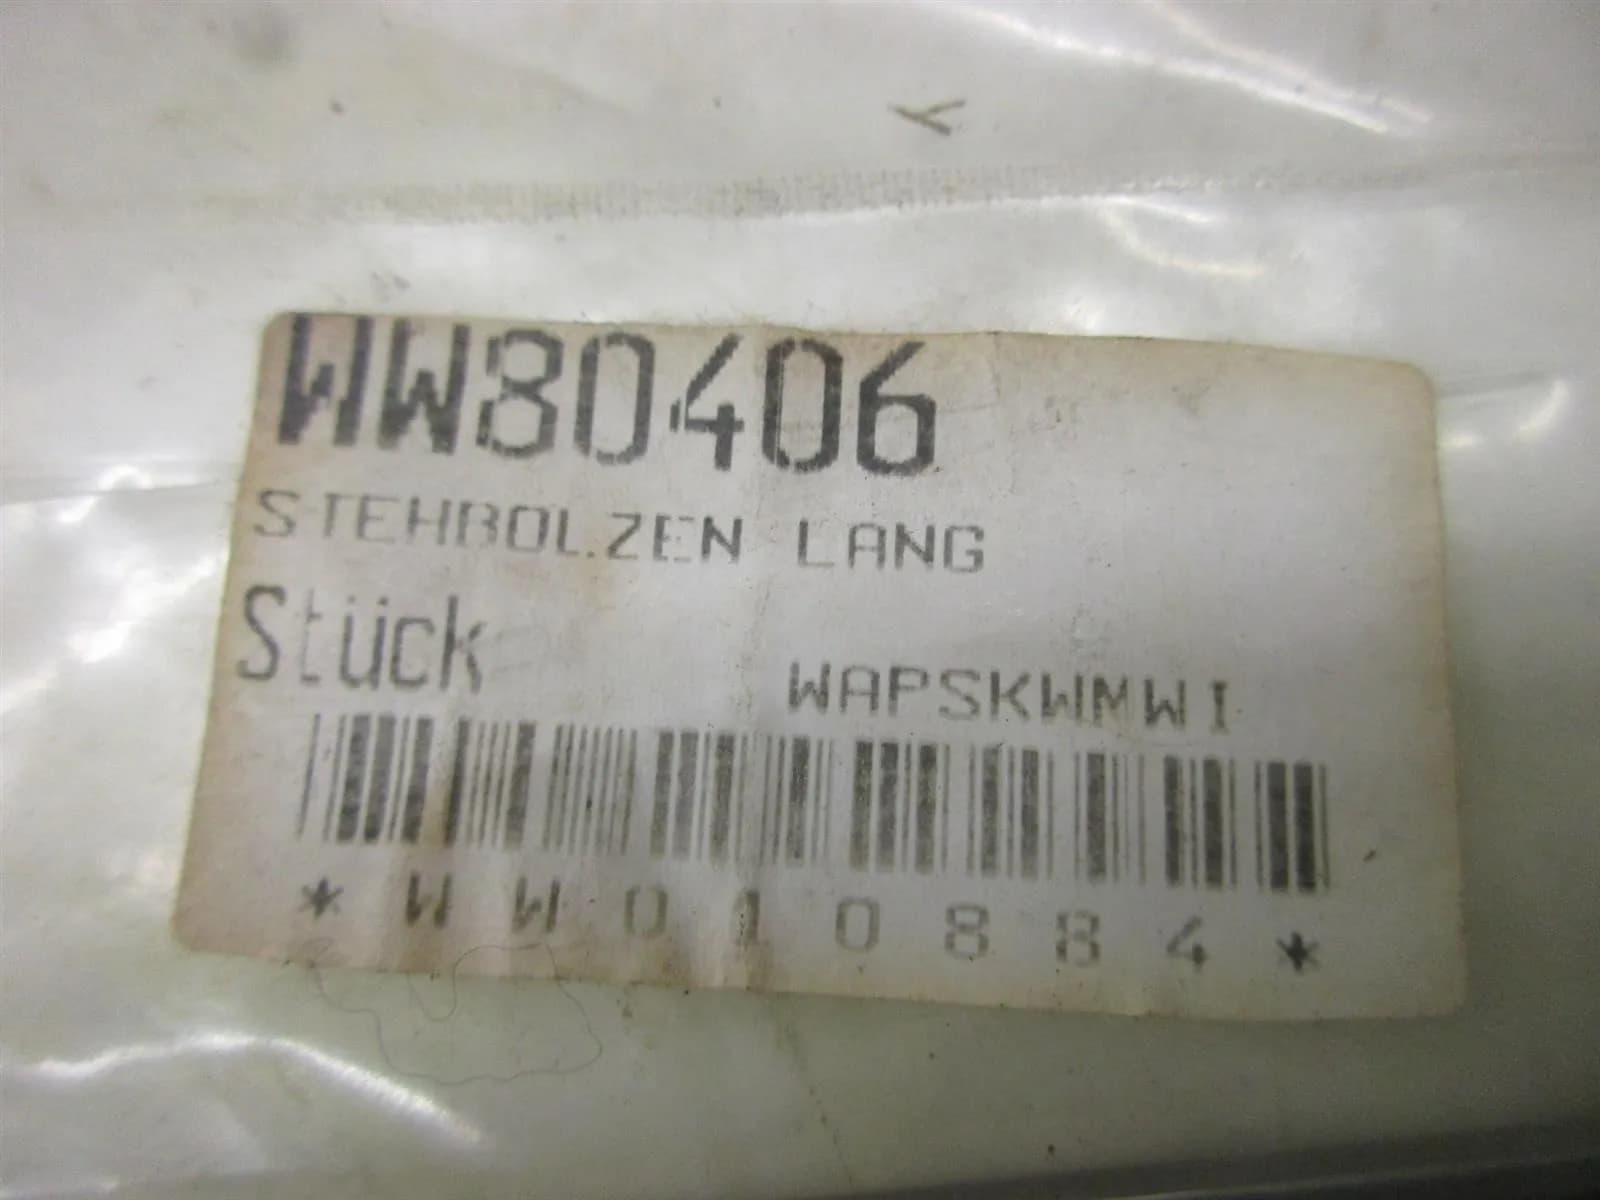 WW80406
STEHBOLZEN LANG
Stück
WAPSKWMWI
*WW010884*